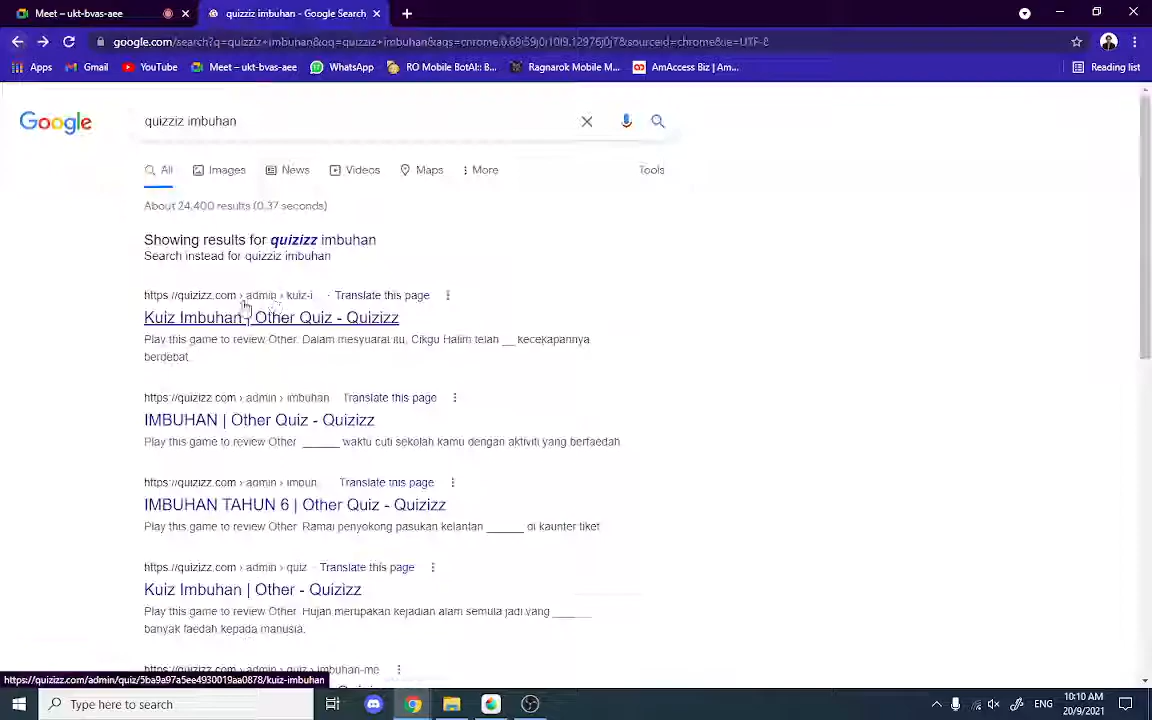 Meet – ukt-bvas-aee
quizziz imbuhan - Google Search
google.com/search?q=quizziz+imbuhan&oq=quizziz+imbuhan&aqs=chrome.0.69i59j0i10l9.12976j0j7&sourceid=chrome&ie=UTF-8
Apps
Gmail
YouTube
Meet – ukt-bvas-aee
WhatsApp
RO Mobile BotAI:: B...
Ragnarok Mobile M...
AmAccess Biz | Am...
Reading list
Google
quizziz imbuhan
All Images News Videos Maps More Tools
About 24,400 results (0.37 seconds)
Showing results for quizizz imbuhan
Search instead for quizziz imbuhan
https://quizizz.com › admin › kuiz-i · Translate this page
Kuiz Imbuhan | Other Quiz - Quizizz
Play this game to review Other. Dalam mesyuarat itu, Cikgu Halim telah __ kecekapannya
berdebat
https://quizizz.com › admin › imbuhan Translate this page
IMBUHAN | Other Quiz - Quizizz
Play this game to review Other. ______ waktu cuti sekolah kamu dengan aktiviti yang berfaedah
https://quizizz.com › admin › imbuh Translate this page
IMBUHAN TAHUN 6 | Other Quiz - Quizizz
Play this game to review Other. Ramai penyokong pasukan kelantan ______ di kaunter tiket
https://quizizz.com › admin › quiz · Translate this page
Kuiz Imbuhan | Other - Quizizz
Play this game to review Other. Hujan merupakan kejadian alam semula jadi yang ______
banyak faedah kepada manusia.
https://quizizz.com › admin › quiz › imbuhan-me
https://quizizz.com/admin/quiz/5ba9a97a5ee4930019aa0878/kuiz-imbuhan
Type here to search
ENG
10:10 AM
20/9/2021